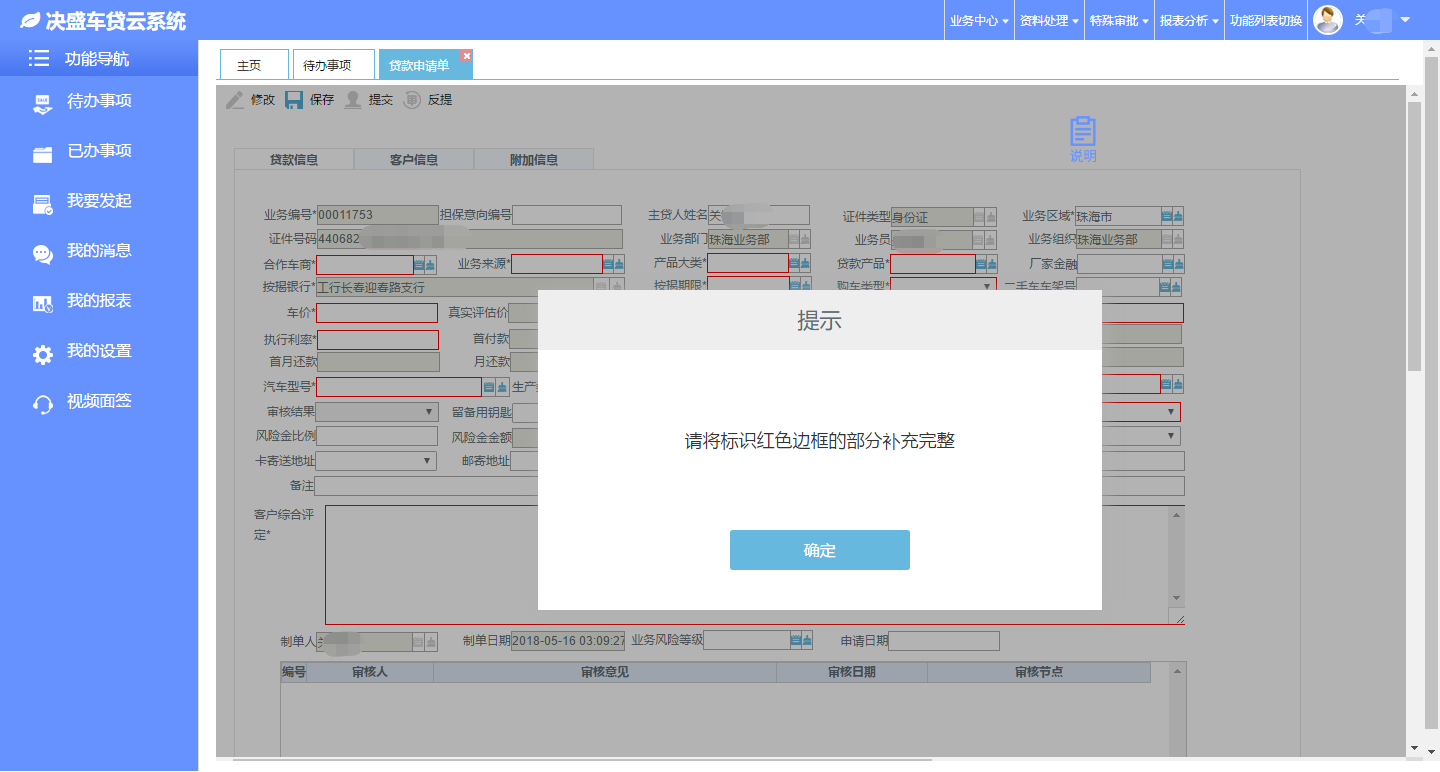 决盛车贷云系统
业务中心 资料处理 特殊审批 报表分析 功能列表切换 关
功能导航
待办事项
已办事项
我要发起
我的消息
我的报表
我的设置
视频面签
主页 待办事项 贷款申请单
修改 保存 提交 反提
说明
贷款信息 客户信息 附加信息
业务编号* 00011753 担保意向编号 主贷人姓名 关 证件类型 身份证 业务区域* 珠海市
证件号码 440682 业务部门 珠海业务部 业务员 业务组织 珠海业务部
合作车商* 业务来源* 产品大类* 贷款产品* 厂家金融
按揭银行* 工行长春迎春路支行 按揭期限* 购车类型* 二手车车架号
车价* 真实评估价
执行利率* 首付款
首月还款 月还款
汽车型号* 生产
审核结果 留备用钥匙
风险金比例 风险金金额
卡寄送地址 邮寄地址
备注
客户综合评
定*
提示
请将标识红色边框的部分补充完整
确定
制单人 制单日期 2018-05-16 03:09:27 业务风险等级 申请日期
编号 审核人 审核意见 审核日期 审核节点